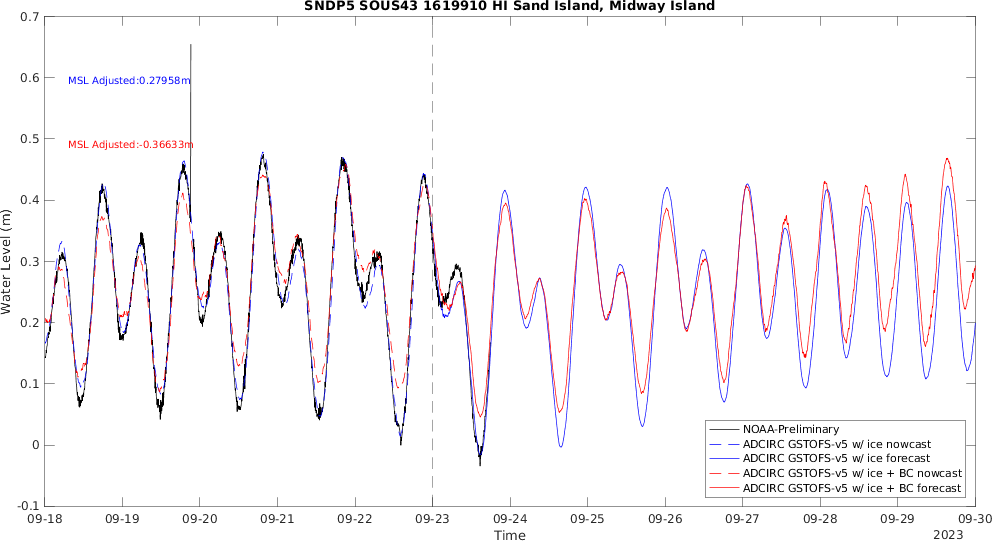 SNDP5 SOUS43 1619910 HI Sand Island, Midway Island
0.7
0.6
0.5
0.4
0.3
0.2
0.1
0
-0.1
Water Level (m)
MSL Adjusted:0.27958m
MSL Adjusted:-0.36633m
NOAA-Preliminary
ADCIRC GSTOFS-v5 w/ ice nowcast
ADCIRC GSTOFS-v5 w/ ice forecast
ADCIRC GSTOFS-v5 w/ ice + BC nowcast
ADCIRC GSTOFS-v5 w/ ice + BC forecast
09-18 09-19 09-20 09-21 09-22 09-23 09-24 09-25 09-26 09-27 09-28 09-29 09-30
Time
2023